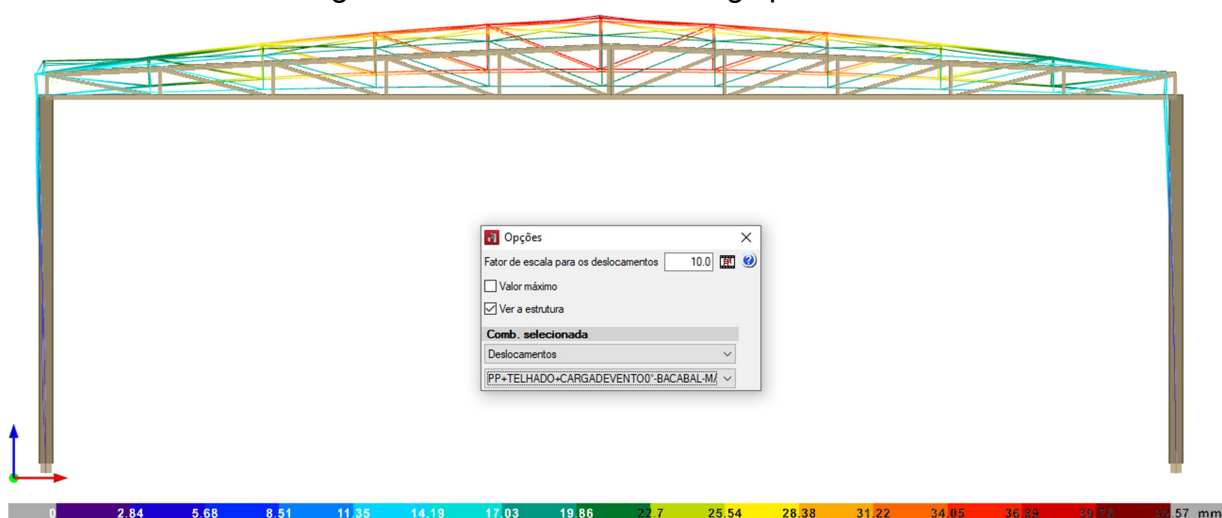 Opções
Fator de escala para os deslocamentos 10.0
Valor máximo
Ver a estrutura
Comb. selecionada
Deslocamentos
PP+TELHADO+CARGADEVENTO0°-BACABAL-MA
0 2.84 5.68 8.51 11.35 14.19 17.03 19.86 22.7 25.54 28.38 31.22 34.05 36.89 mm